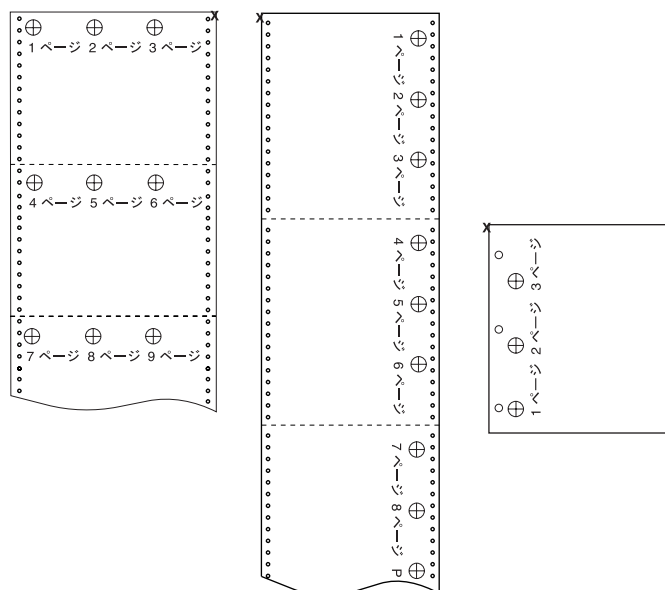 X
1 ページ 2 ページ 3 ページ
4 ページ 5 ページ 6 ページ
7 ページ 8 ページ 9 ページ
X
1 ページ
2 ページ
3 ページ
4 ページ
5 ページ
6 ページ
7 ページ
8 ページ
P
X
3 ページ
2 ページ
1 ページ